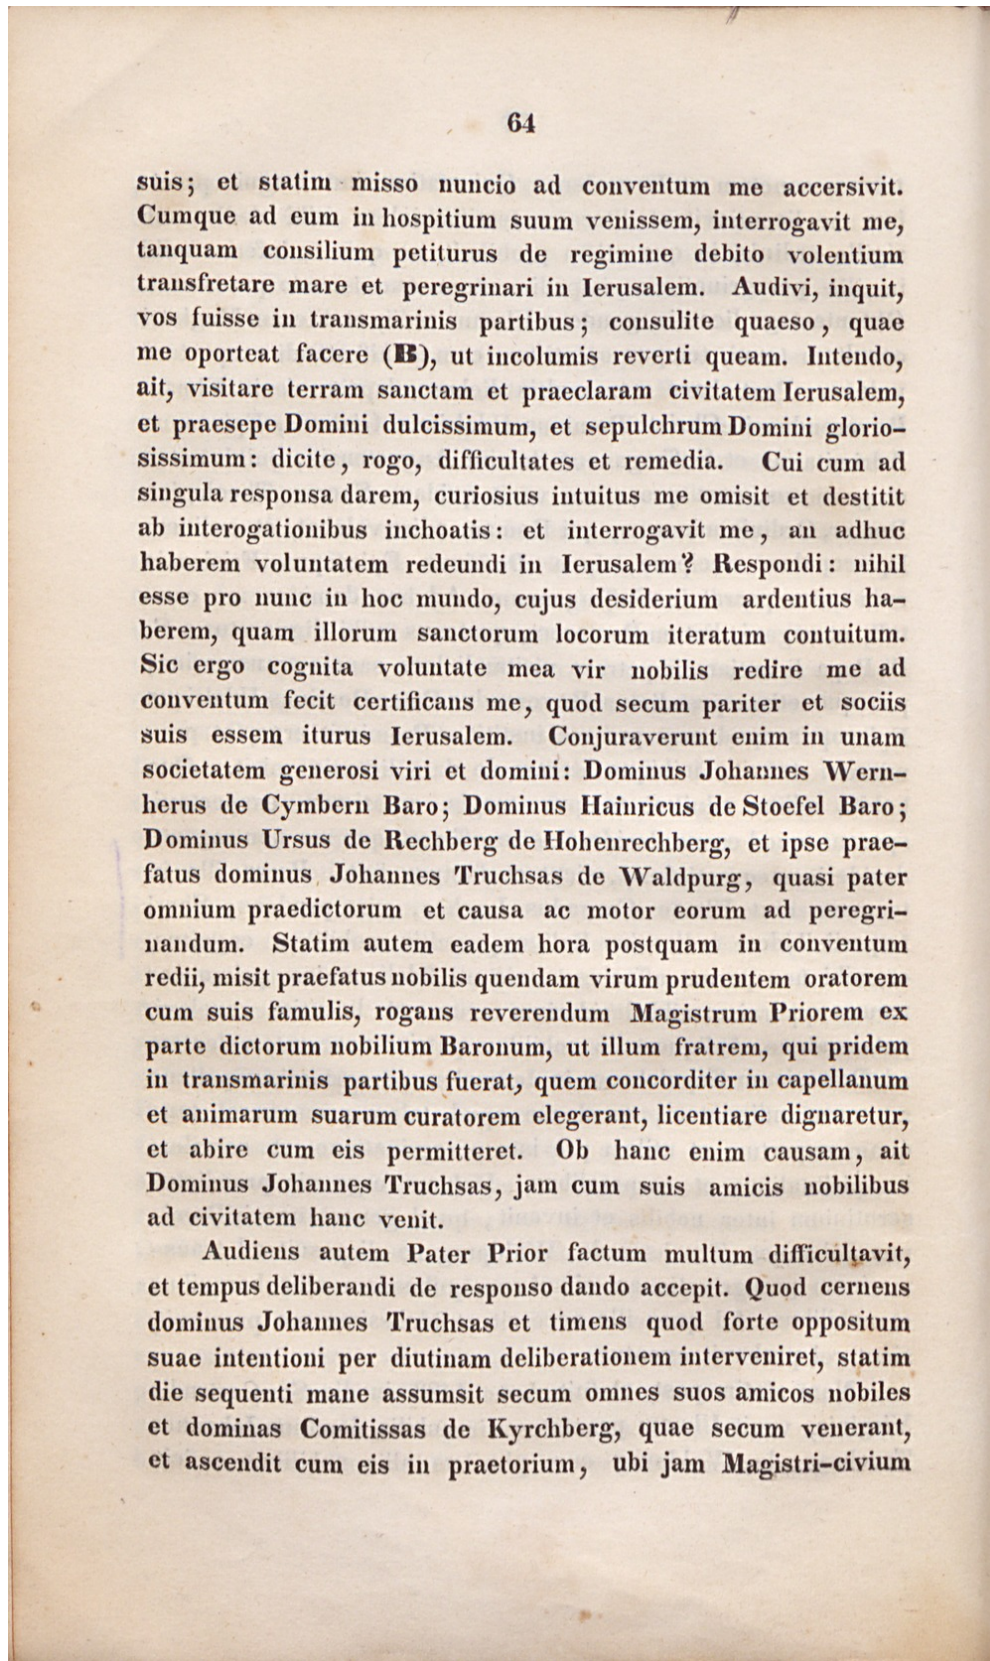 64
suis; et statim misso nuncio ad conventum me accersivit.
Cumque ad eum in hospitium suum venissem, interrogavit me,
tanquam consilium petiturus de regimine debito volentium
transfretare mare et peregrinari in Ierusalem. Audivi, inquit,
vos fuisse in transmarinis partibus; consulite quaeso, quae
me oporteat facere (B), ut incolumis reverti queam. Intendo,
ait, visitare terram sanctam et praeclaram civitatem Ierusalem,
et praesepe Domini dulcissimum, et sepulchrum Domini glorio-
sissimum: dicite, rogo, difficultates et remedia. Cui cum ad
singula responsa darem, curiosius intuitus me omisit et destitit
ab interogationibus inchoatis: et interrogavit me, an adhuc
haberem voluntatem redeundi in Ierusalem? Respondi: nihil
esse pro nunc in hoc mundo, cujus desiderium ardentius ha-
berem, quam illorum sanctorum locorum iteratum contuitum.
Sic ergo cognita voluntate mea vir nobilis redire me ad
conventum fecit certificans me, quod secum pariter et sociis
suis essem iturus Ierusalem. Conjuraverunt enim in unam
societatem generosi viri et domini: Dominus Johannes Wern-
herus de Cymbern Baro; Dominus Hainricus de Stoefel Baro;
Dominus Ursus de Rechberg de Hohenrechberg, et ipse prae-
fatus dominus Johannes Truchsas de Waldpurg, quasi pater
omnium praedictorum et causa ac motor eorum ad peregri-
nandum. Statim autem eadem hora postquam in conventum
redii, misit praefatus nobilis quendam virum prudentem oratorem
cum suis famulis, rogans reverendum Magistrum Priorem ex
parte dictorum nobilium Baronum, ut illum fratrem, qui pridem
in transmarinis partibus fuerat, quem concorditer in capellanum
et animarum suarum curatorem elegerant, licentiare dignaretur,
et abire cum eis permitteret. Ob hanc enim causam, ait
Dominus Johannes Truchsas, jam cum suis amicis nobilibus
ad civitatem hanc venit.
Audiens autem Pater Prior factum multum difficultavit,
et tempus deliberandi de responso dando accepit. Quod cernens
dominus Johannes Truchsas et timens quod forte oppositum
suae intentioni per diutinam deliberationem interveniret, statim
die sequenti mane assumsit secum omnes suos amicos nobiles
et dominas Comitissas de Kyrchberg, quae secum venerant,
et ascendit cum eis in praetorium, ubi jam Magistri-civium